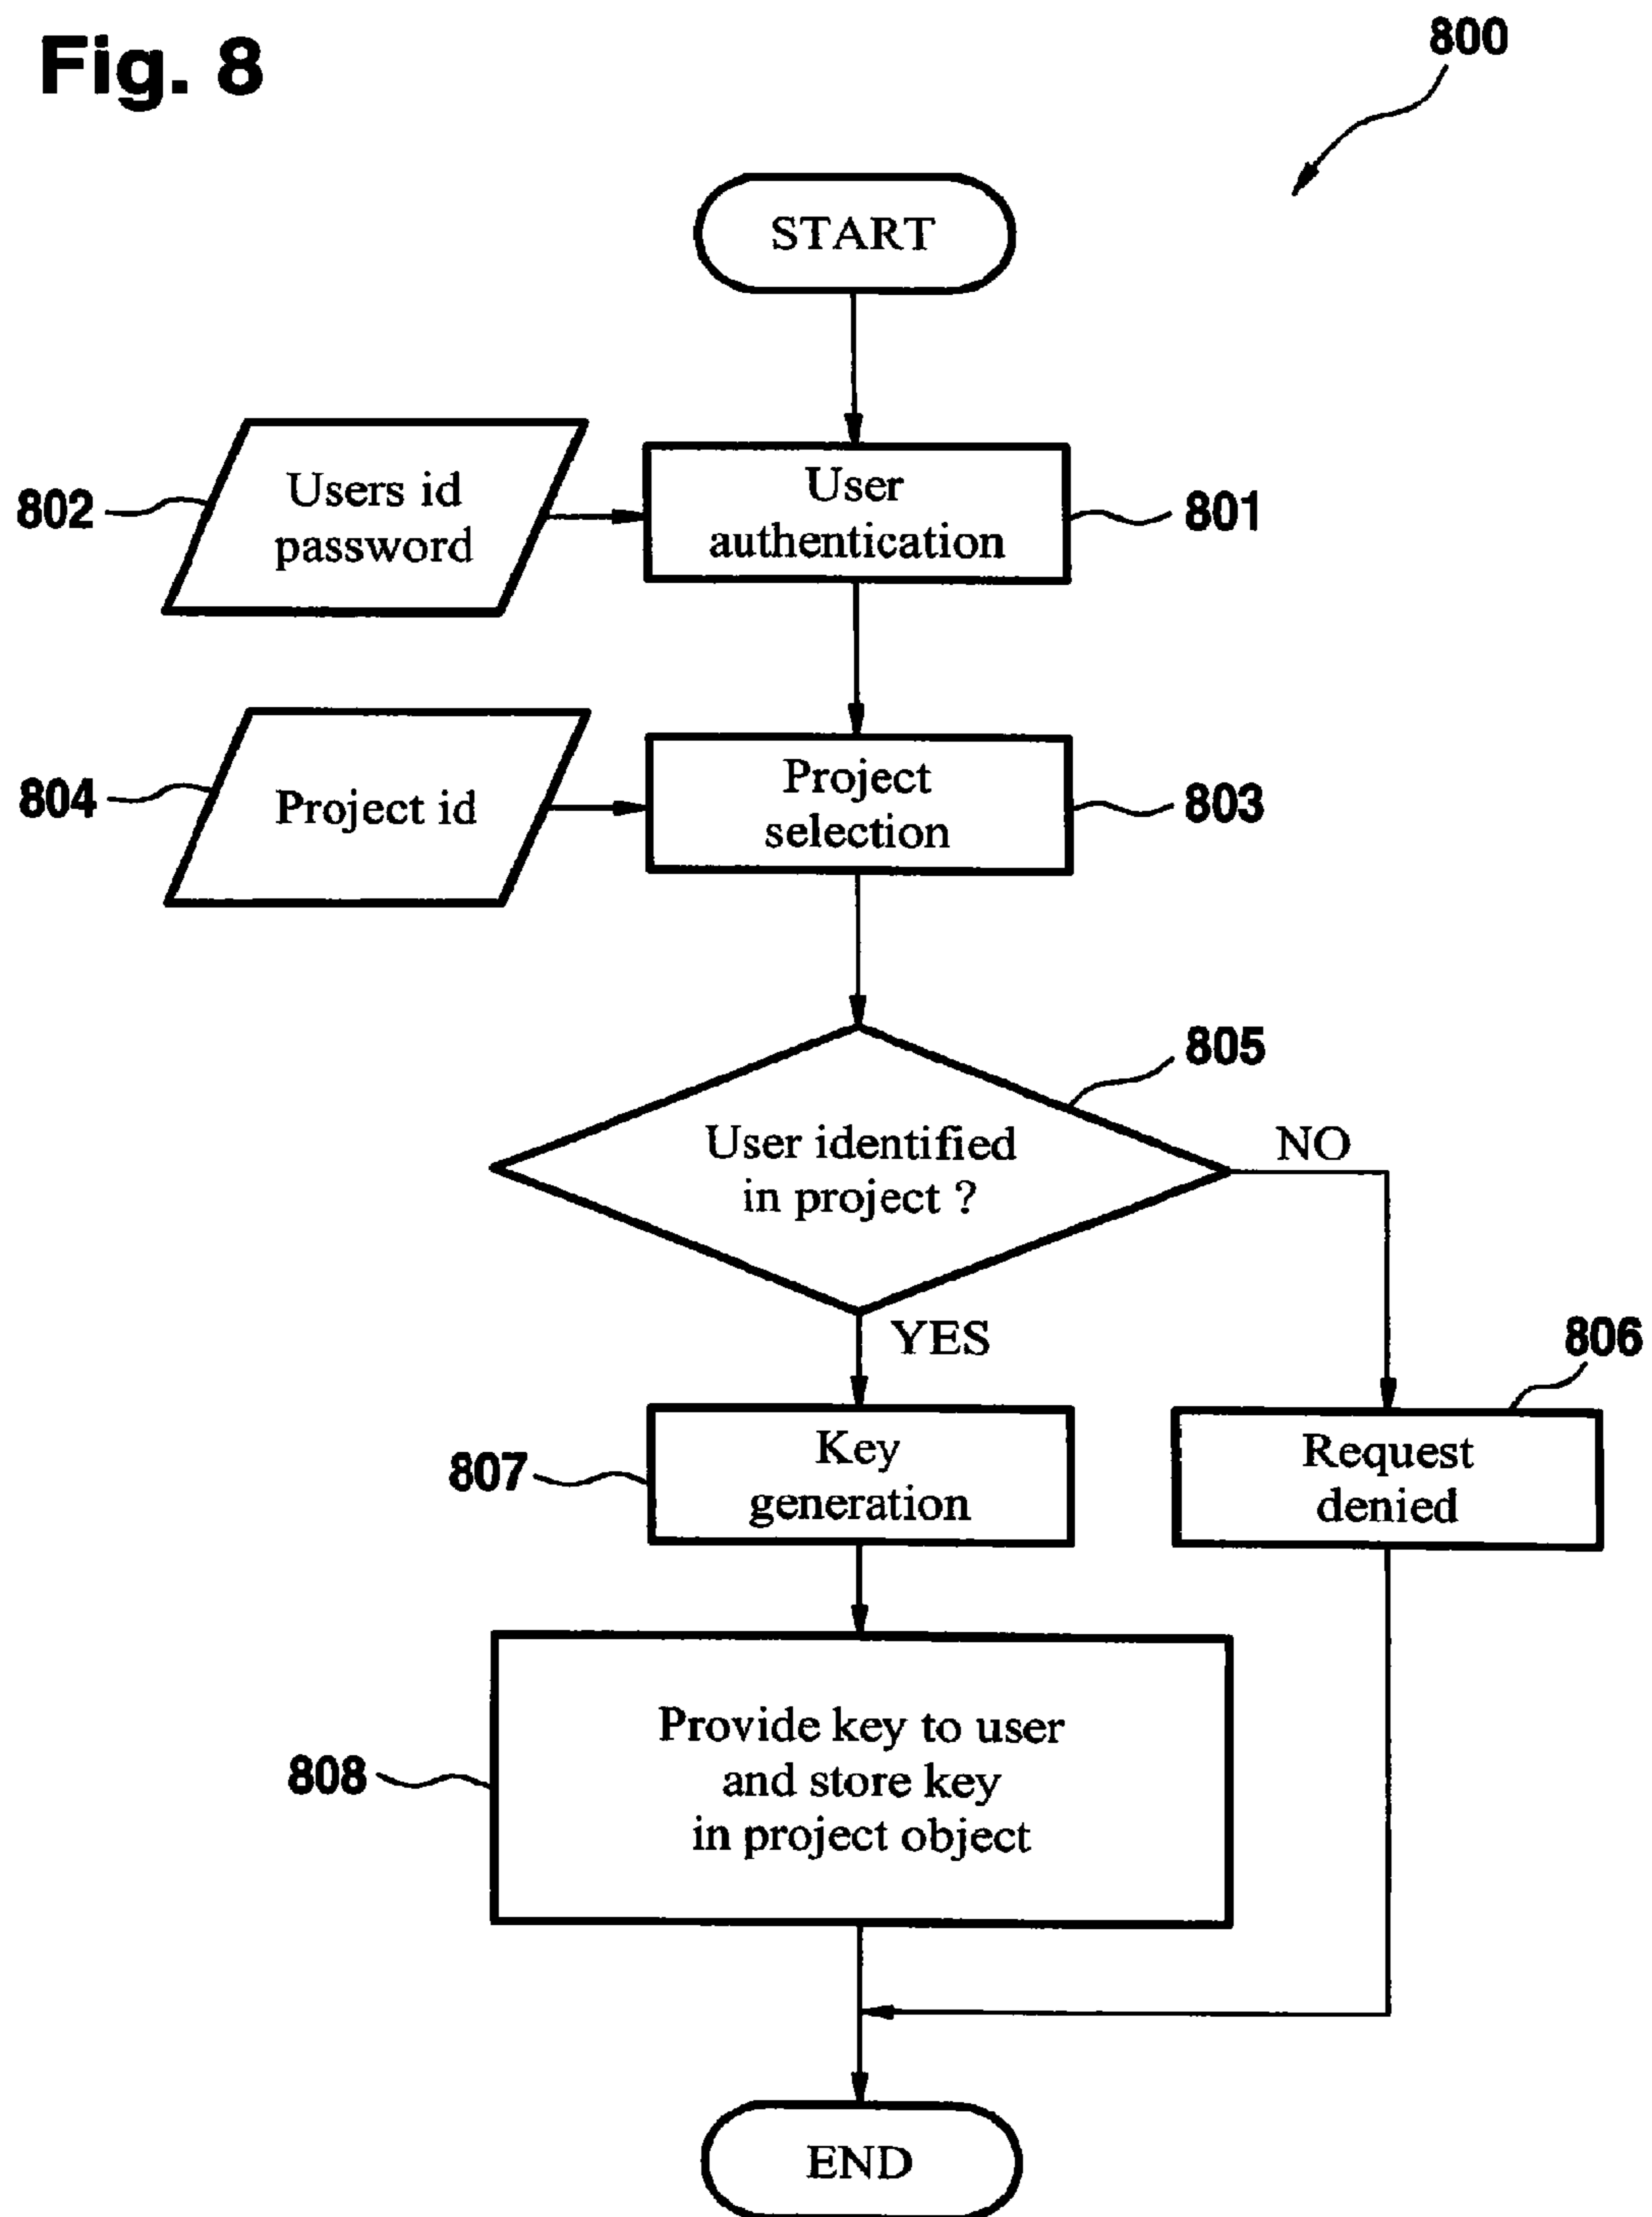 Fig. 8
800
START
802
Users id
password
User
authentication
801
804
Project id
Project
selection
803
805
User identified
in project ?
NO
YES
806
807
Key
generation
Request
denied
808
Provide key to user
and store key
in project object
END